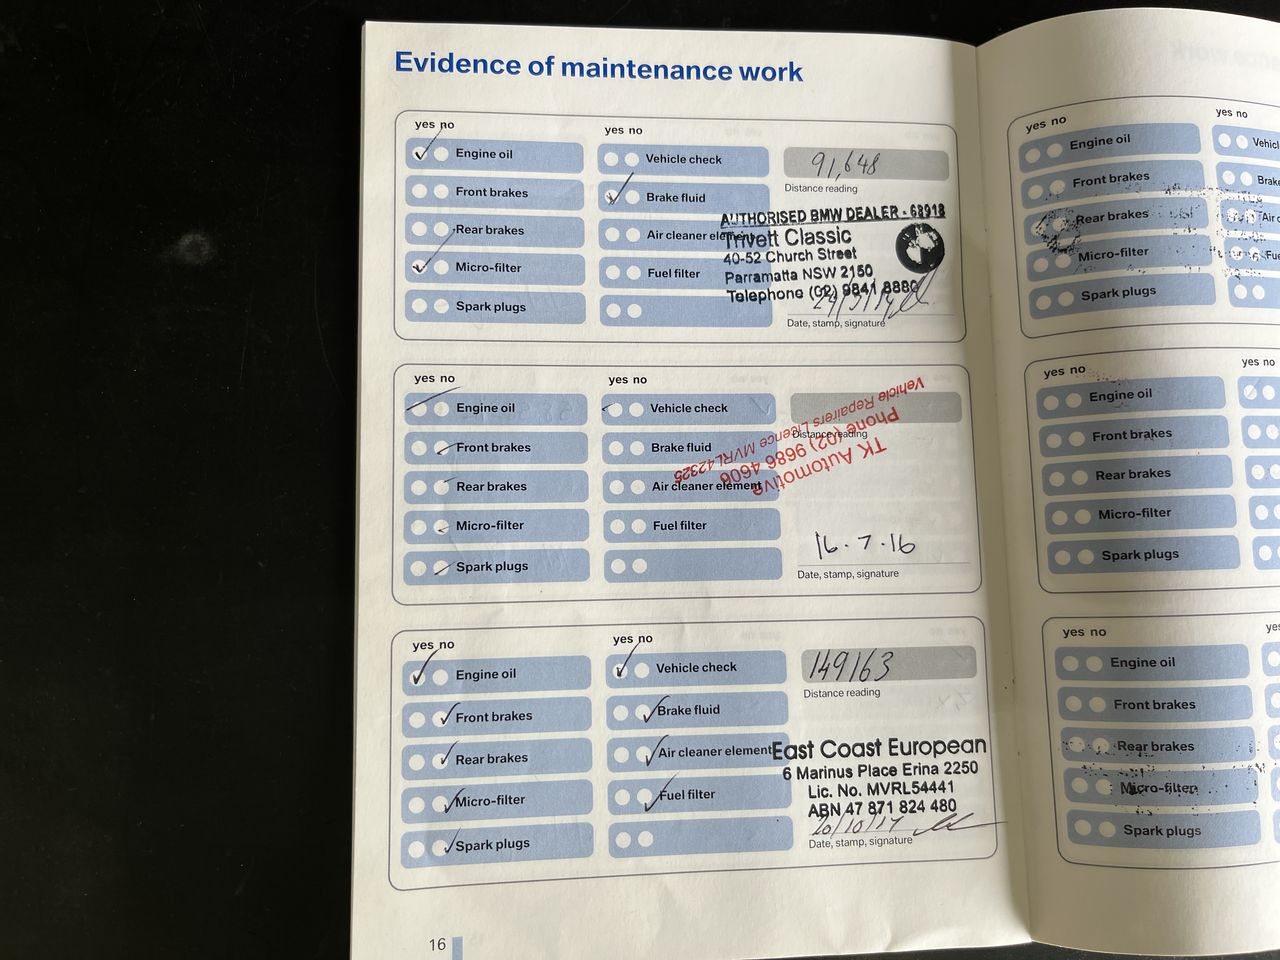 Evidence of maintenance work
yes no
yes no
Engine oil
Vehicle check
91,648
Distance reading
Front brakes
Brake fluid
Rear brakes
Air cleaner element
Micro-filter
Fuel filter
Spark plugs
AUTHORISED BMW DEALER - 68918
Trivett Classic
40-52 Church Street
Parramatta NSW 2150
Telephone (02) 9841 8880
Date, stamp, signature
yes no
yes no
Engine oil
Vehicle check
Distance reading
Front brakes
Brake fluid
Rear brakes
Air cleaner element
Micro-filter
Fuel filter
Spark plugs
TK Automotive
Phone (02) 9686 4606
Vehicle Repairers Licence MVRL42325
16.7.16
Date, stamp, signature
yes no
yes no
Engine oil
Vehicle check
149163
Distance reading
Front brakes
Brake fluid
Rear brakes
Air cleaner element
Micro-filter
Fuel filter
Spark plugs
East Coast European
6 Marinus Place Erina 2250
Lic. No. MVRL54441
ABN 47 871 824 480
20/10/17
Date, stamp, signature
16
yes no
yes no
Engine oil
Front brakes
Rear brakes
Micro-filter
Spark plugs
yes no
yes no
Engine oil
Front brakes
Rear brakes
Micro-filter
Spark plugs
yes no
Engine oil
Front brakes
Rear brakes
Micro-filter
Spark plugs